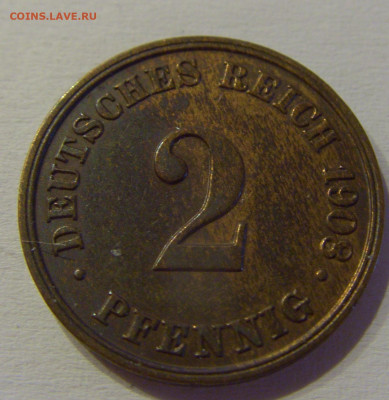 COINS.LAVE.RU
· DEUTSCHES REICH 1908 ·
2
PFENNIG